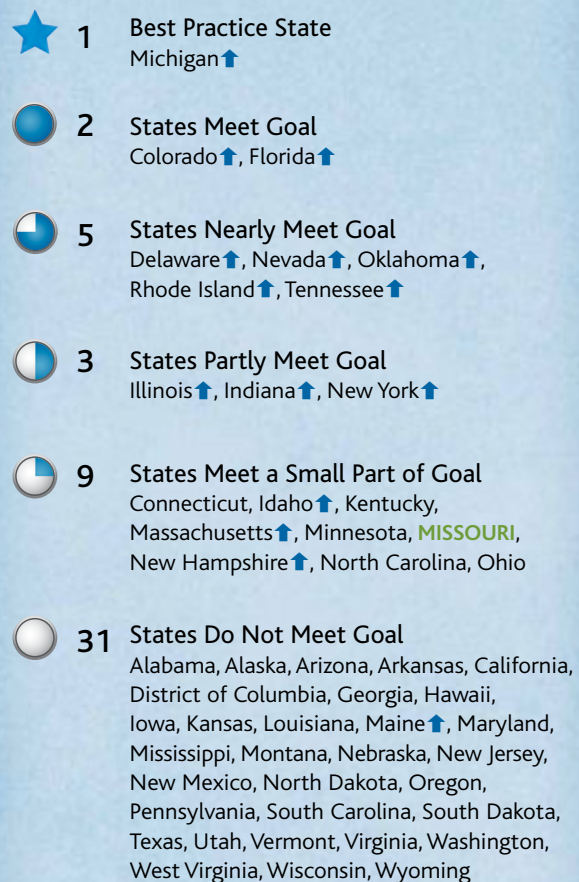 1 Best Practice State
Michigan⬆
2 States Meet Goal
Colorado⬆, Florida⬆
5 States Nearly Meet Goal
Delaware⬆, Nevada⬆, Oklahoma⬆,
Rhode Island⬆, Tennessee⬆
3 States Partly Meet Goal
Illinois⬆, Indiana⬆, New York⬆
9 States Meet a Small Part of Goal
Connecticut, Idaho⬆, Kentucky,
Massachusetts⬆, Minnesota, MISSOURI,
New Hampshire⬆, North Carolina, Ohio
31 States Do Not Meet Goal
Alabama, Alaska, Arizona, Arkansas, California,
District of Columbia, Georgia, Hawaii,
Iowa, Kansas, Louisiana, Maine⬆, Maryland,
Mississippi, Montana, Nebraska, New Jersey,
New Mexico, North Dakota, Oregon,
Pennsylvania, South Carolina, South Dakota,
Texas, Utah, Vermont, Virginia, Washington,
West Virginia, Wisconsin, Wyoming